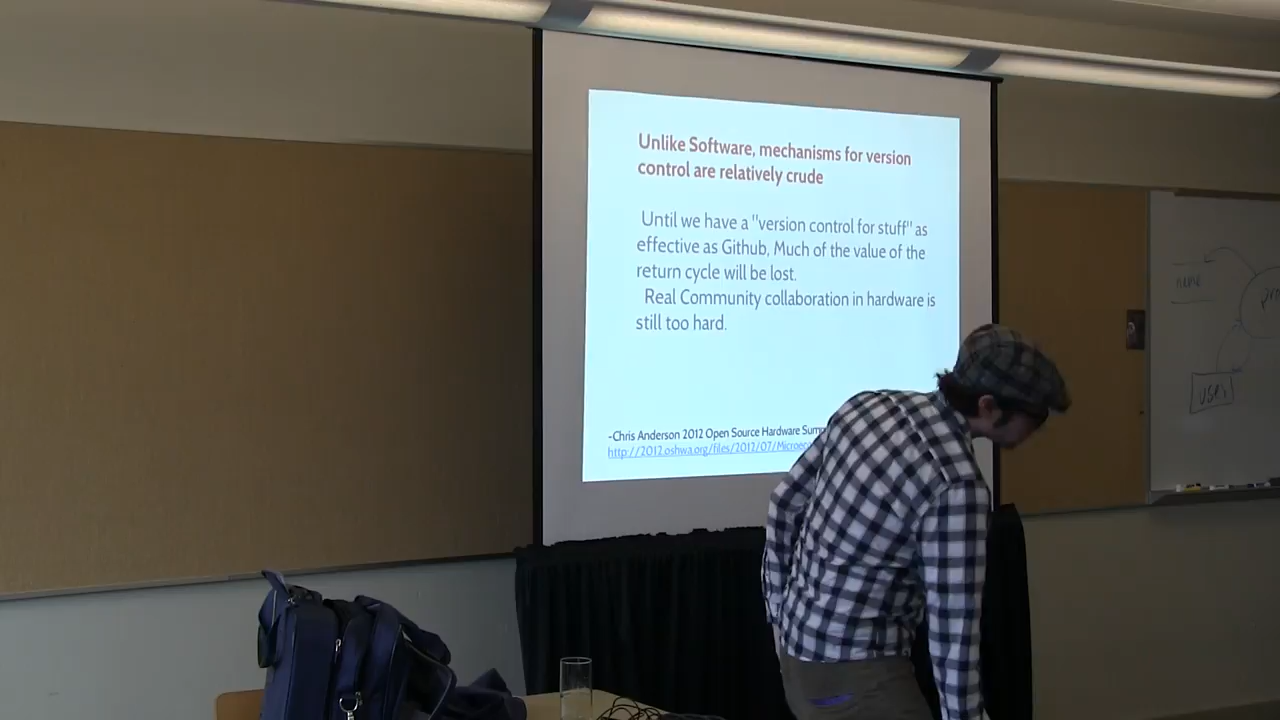 Unlike Software, mechanisms for version
control are relatively crude
Until we have a "version control for stuff" as
effective as Github, Much of the value of the
return cycle will be lost.
Real Community collaboration in hardware is
still too hard.
-Chris Anderson 2012 Open Source Hardware Sum
http://2012.oshwa.org/files/2012/07/Microec